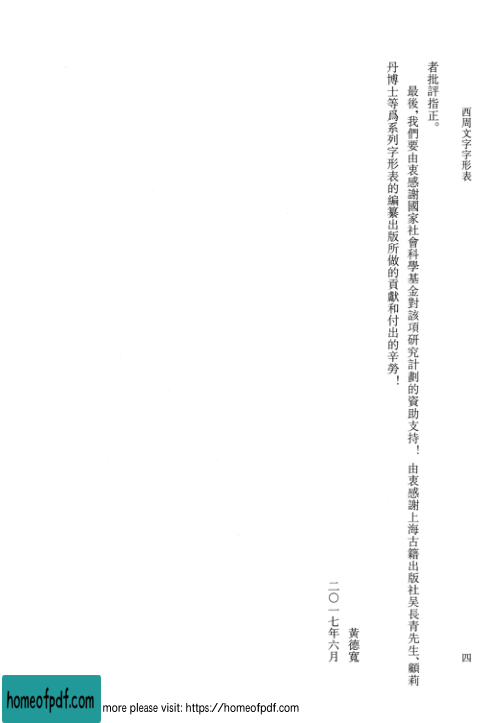 西周文字字形表
四
者批評指正。
最後，我們要由衷感謝國家社會科學基金對該項研究計劃的資助支持！由衷感謝上海古籍出版社吴長青先生、顧莉
丹博士等爲系列字形表的編纂出版所做的貢獻和付出的辛勞！
黃德寬
二〇一七年六月
homeofpdf.com
more please visit: https://homeofpdf.com